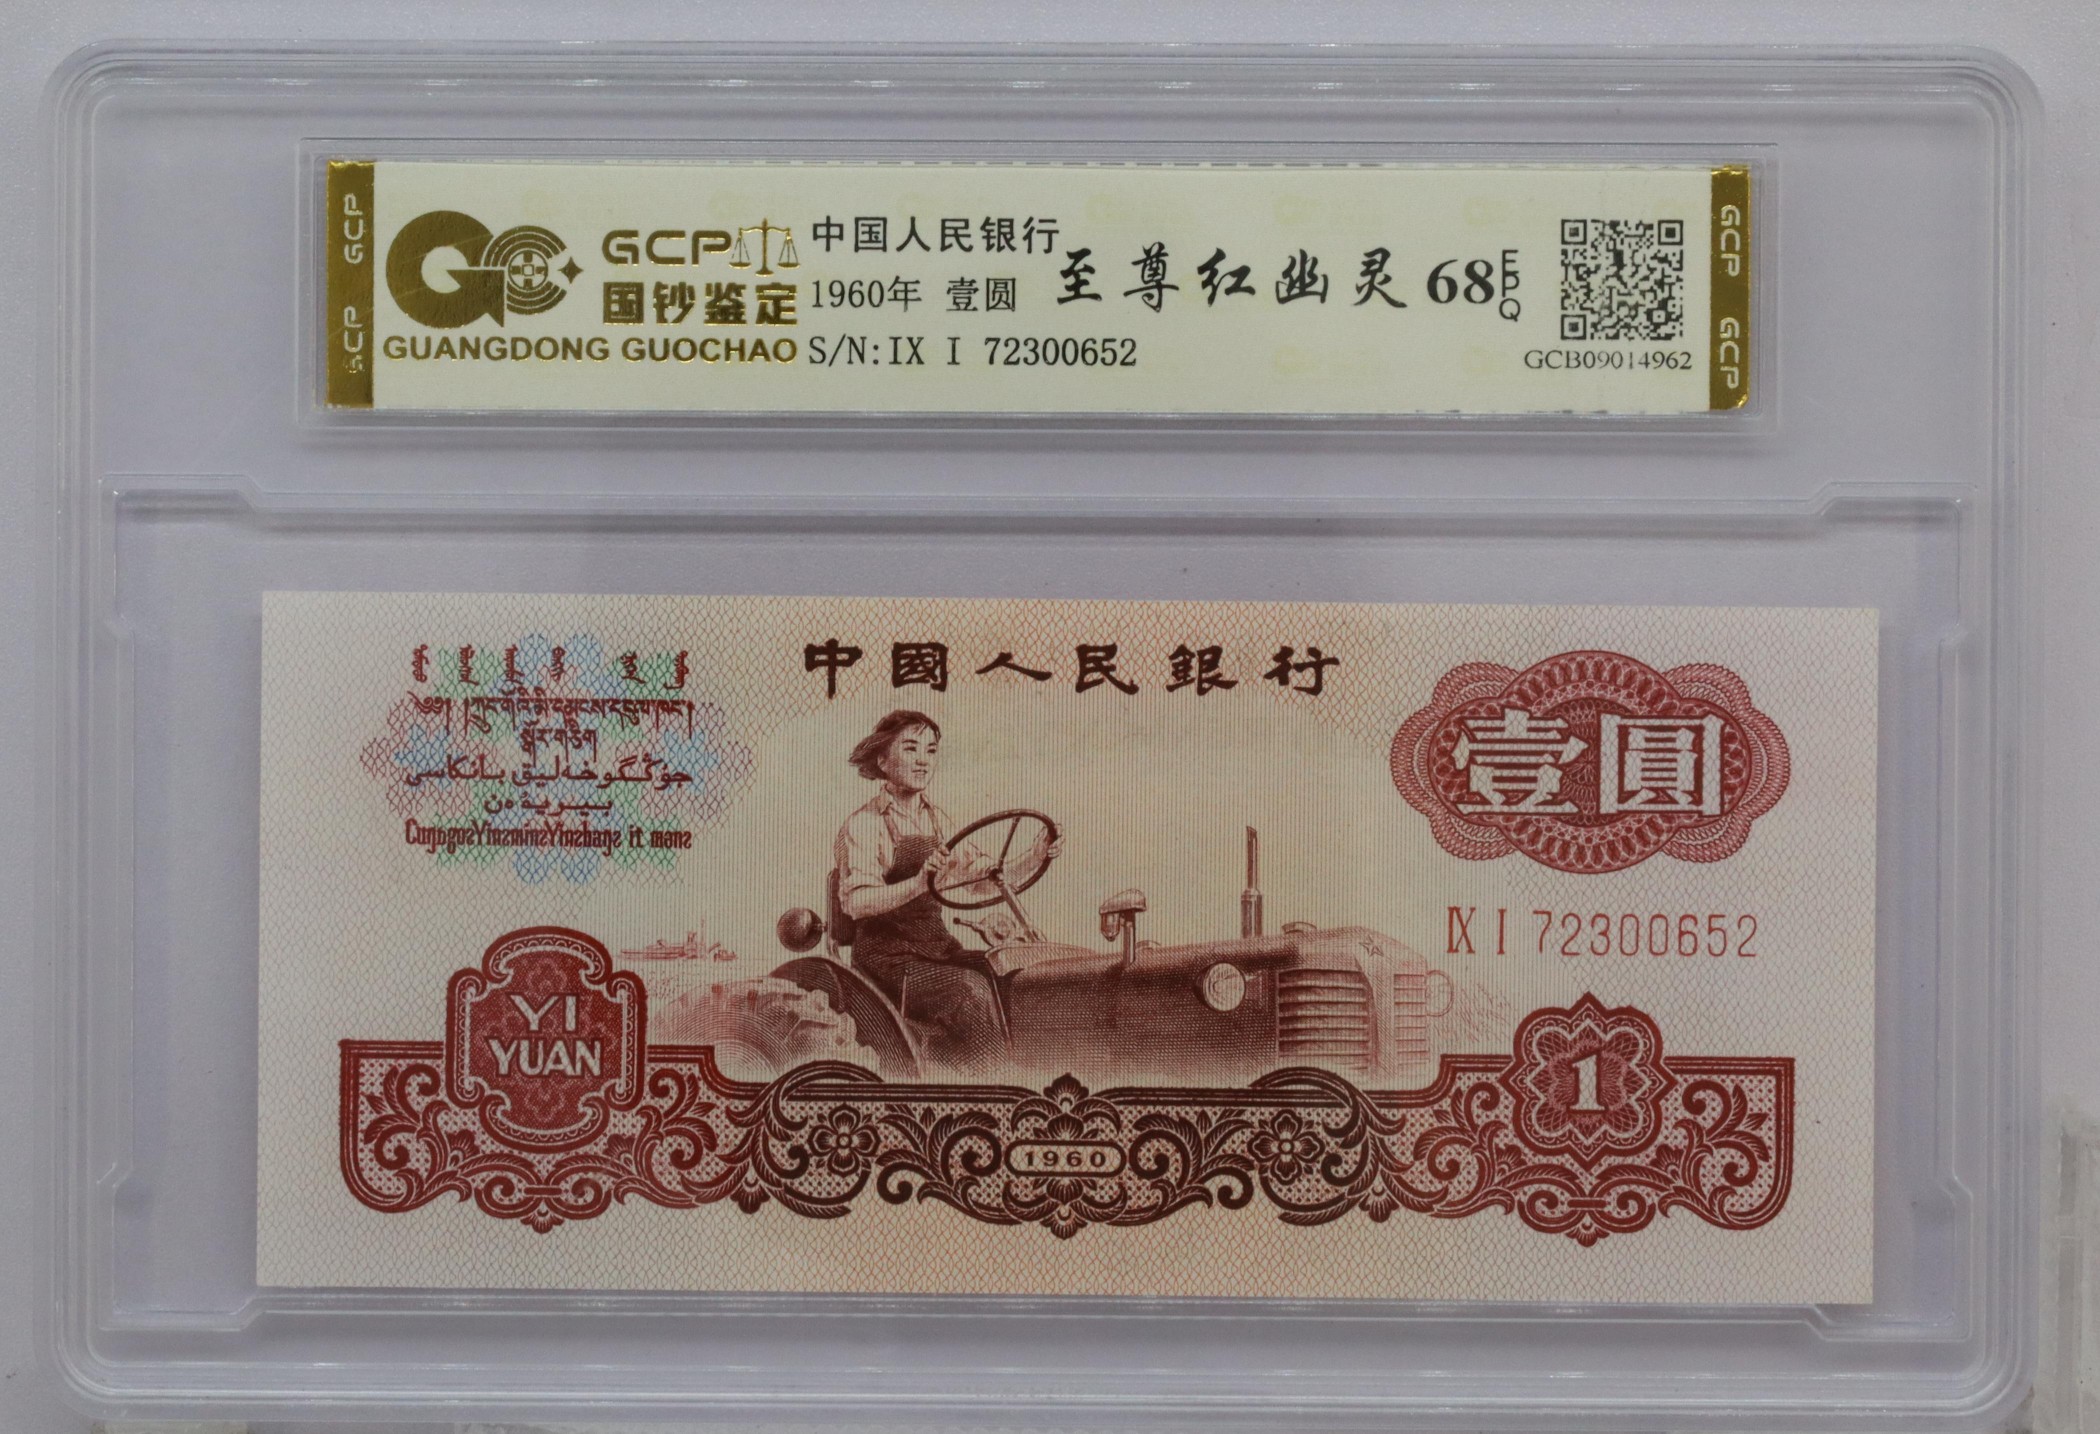 GCP GCP
GCP
国钞鉴定
GUANGDONG GUOCHAO
中国人民银行
1960年 壹圆
S/N:IX I 72300652
至尊红幽灵 68 EPQ
GCB09014962
GCP GCP
中國人民銀行
壹圓
IX I 72300652
YI
YUAN
1960
1